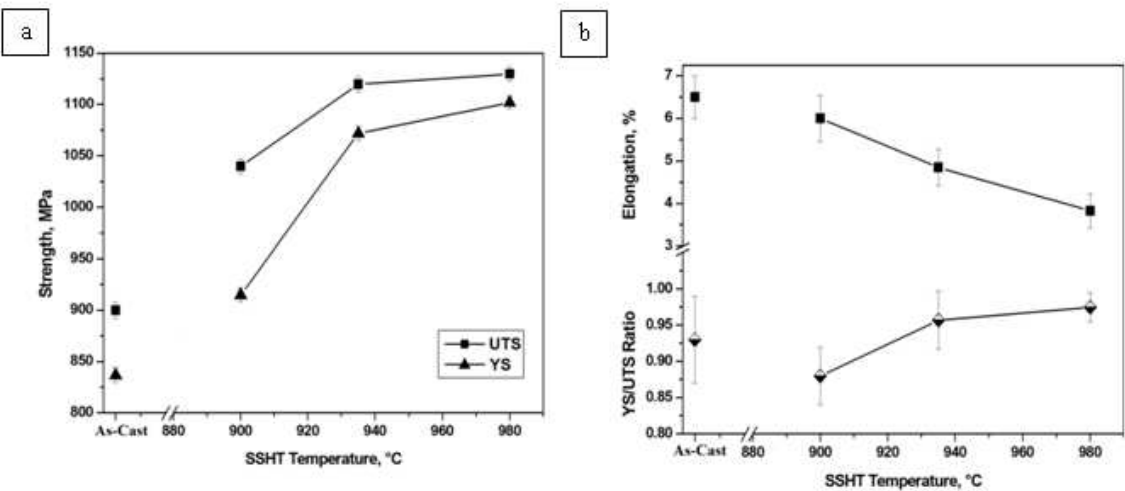 a
1150
1100
1050
1000
950
900
850
800
Strength, MPa
UTS
YS
As-Cast
880
900
920
940
960
980
SSHT Temperature, °C
b
7
6
5
4
3
Elongation, %
1.00
0.95
0.90
0.85
0.80
YS/UTS Ratio
As-Cast
880
900
920
940
960
980
SSHT Temperature, °C